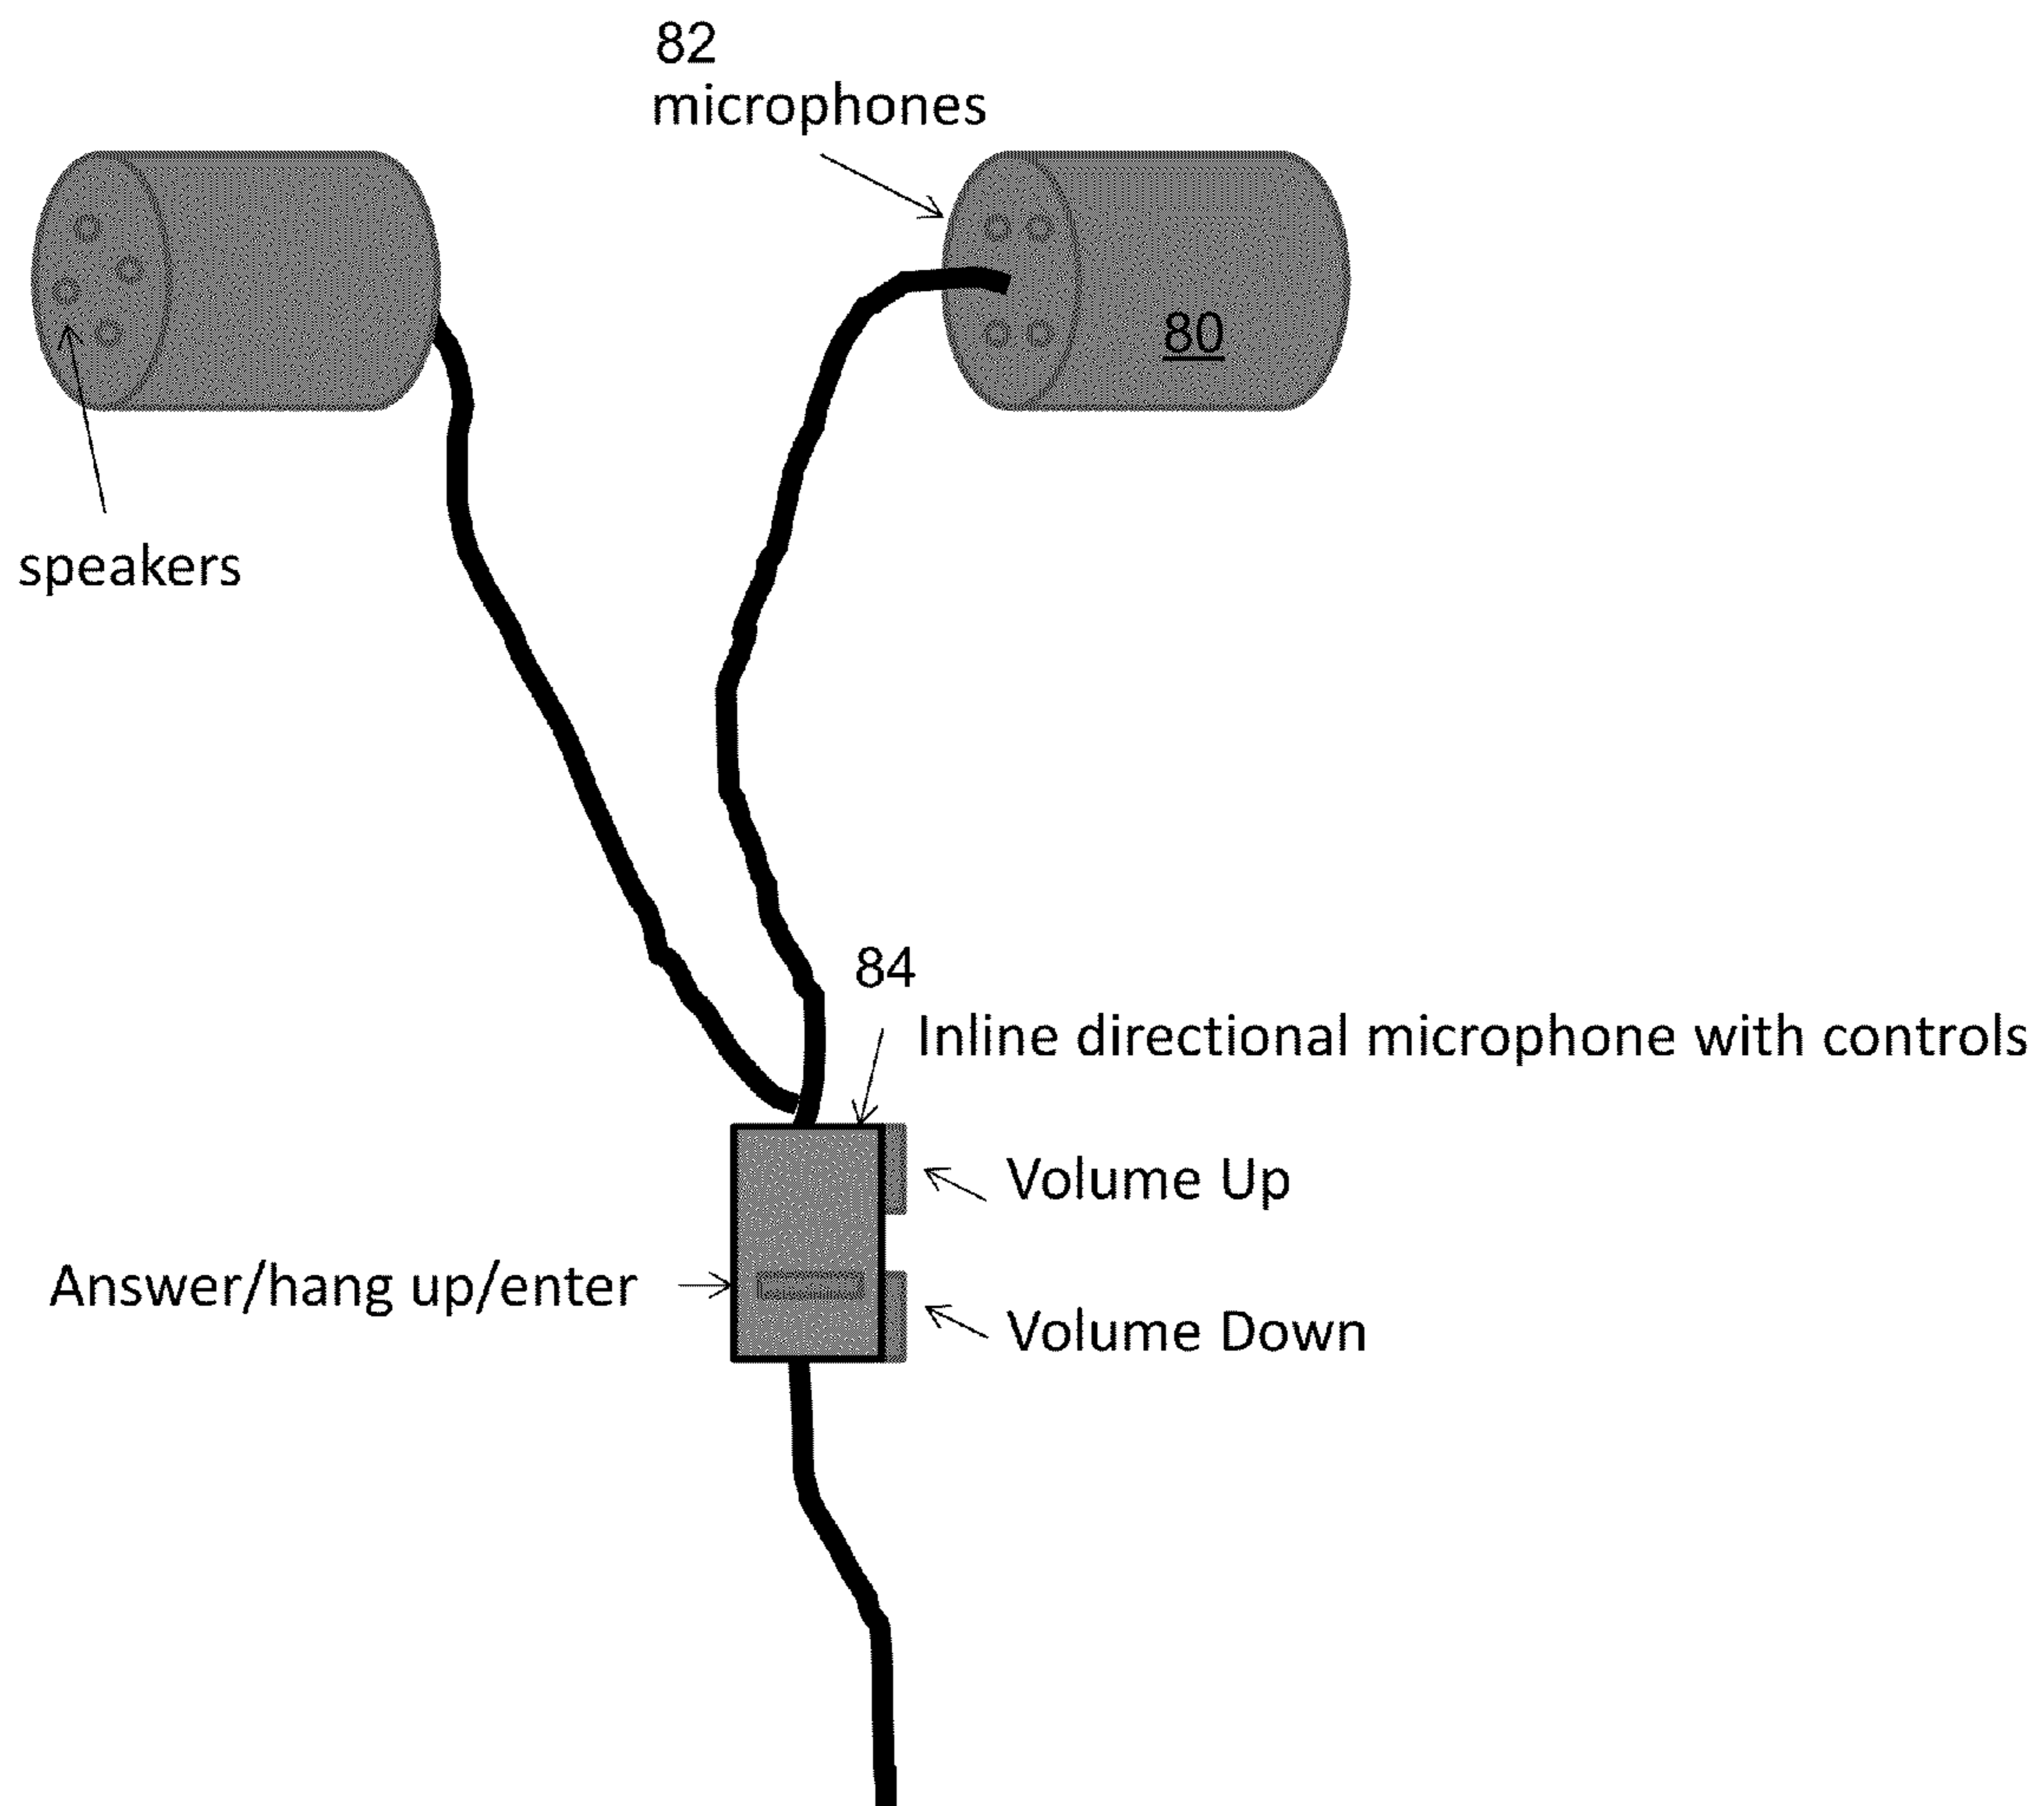 82
microphones
80
speakers
84
Inline directional microphone with controls
Volume Up
Answer/hang up/enter
Volume Down